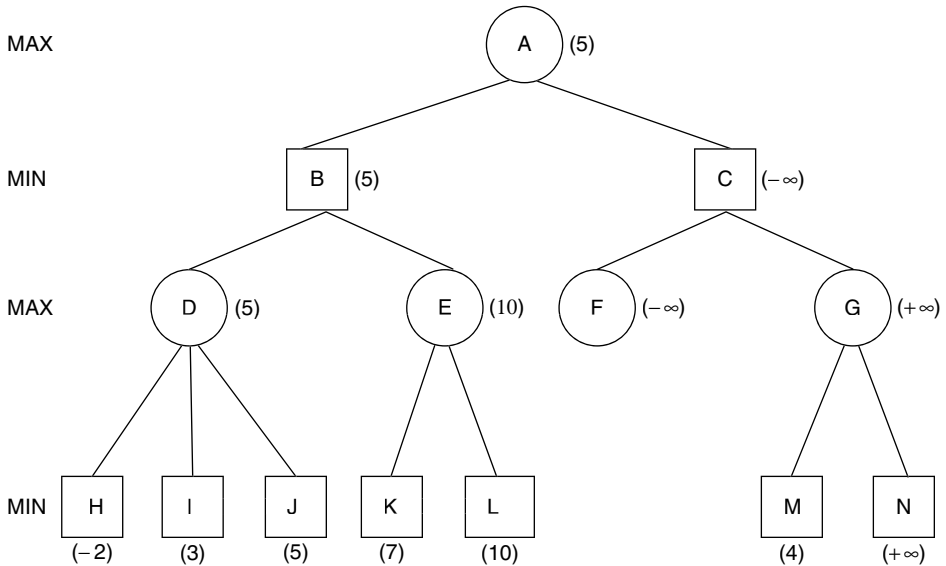 MAX A (5)
MIN B (5) C (−∞)
MAX D (5) E (10) F (−∞) G (+∞)
MIN H I J K L M N
(−2) (3) (5) (7) (10) (4) (+∞)